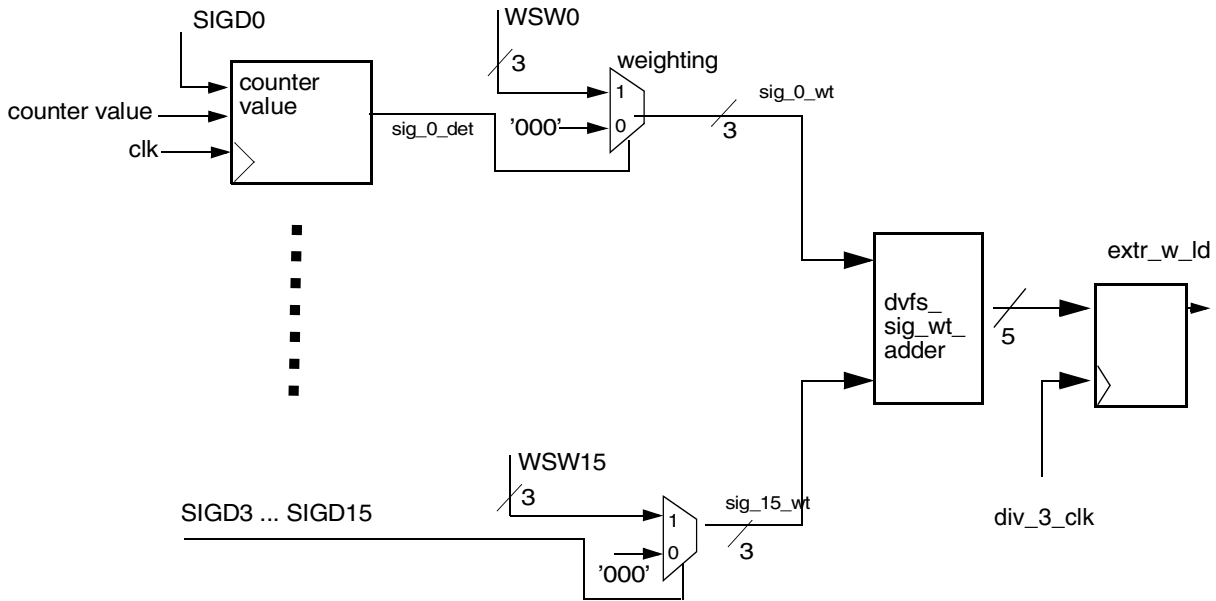 SIGD0
WSW0
3
weighting
counter
value
counter value
clk
sig_0_det
'000'
1
0
sig_0_wt
3
extr_w_ld
dvfs_
sig_wt_
adder
5
WSW15
3
SIGD3 ... SIGD15
'000'
1
0
sig_15_wt
3
div_3_clk